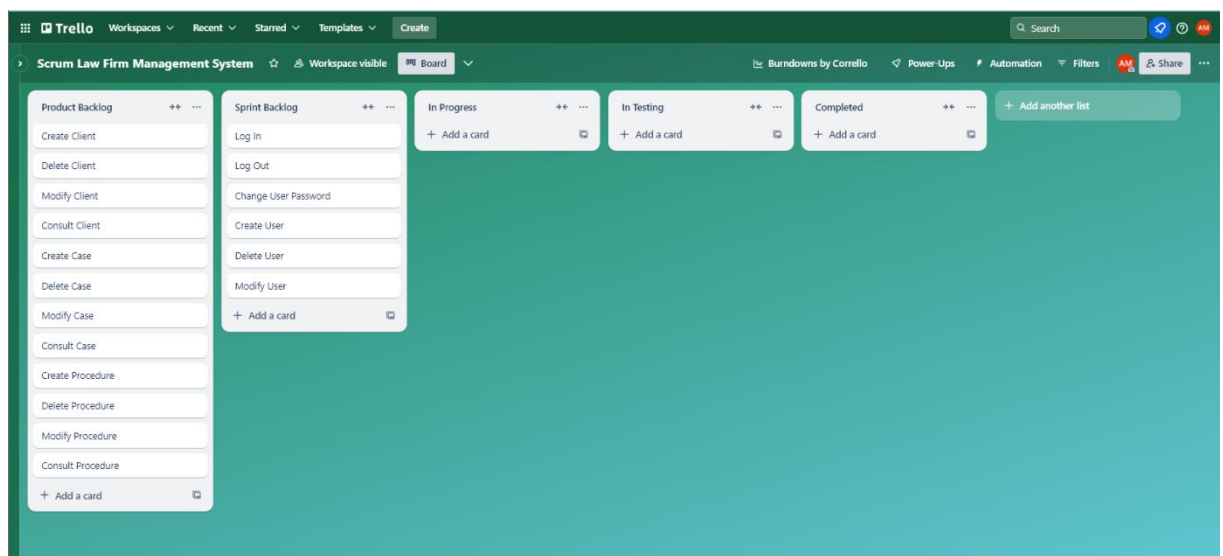 Trello Workspaces Recent Starred Templates Create Search AM
Scrum Law Firm Management System Workspace visible Board Burndowns by Corrello Power-Ups Automation Filters AM Share
Product Backlog
Create Client
Delete Client
Modify Client
Consult Client
Create Case
Delete Case
Modify Case
Consult Case
Create Procedure
Delete Procedure
Modify Procedure
Consult Procedure
+ Add a card
Sprint Backlog
Log In
Log Out
Change User Password
Create User
Delete User
Modify User
+ Add a card
In Progress
+ Add a card
In Testing
+ Add a card
Completed
+ Add a card
+ Add another list